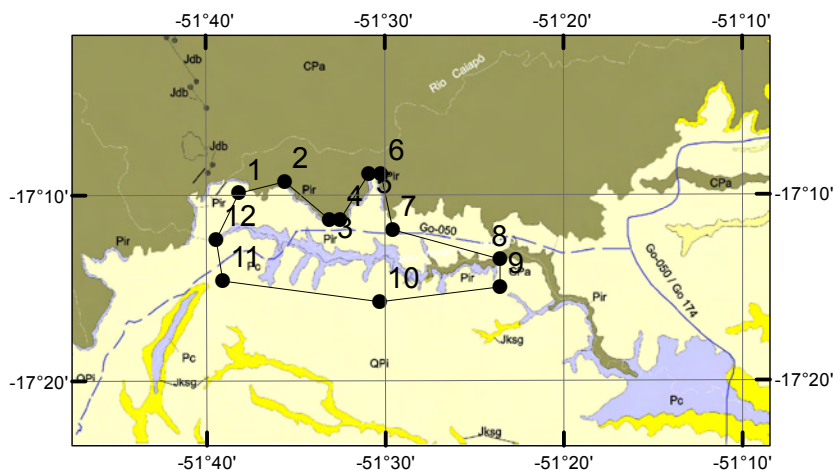 -51°40' -51°30' -51°20' -51°10'
Jdb
CPa
Rio Caiapó
Jdb
Jdb
6
2
Pir
1
5
-17°10' -17°10'
Pir
4
CPa
7
12
3
Pir
Go-050
8
Pir
11
Pc
9
CPa
Go-050 / Go 174
10
Pir
Pir
Jksg
Pc
QPi
-17°20' QPi Jksg -17°20'
Pc
Jksg
-51°40' -51°30' -51°20' -51°10'